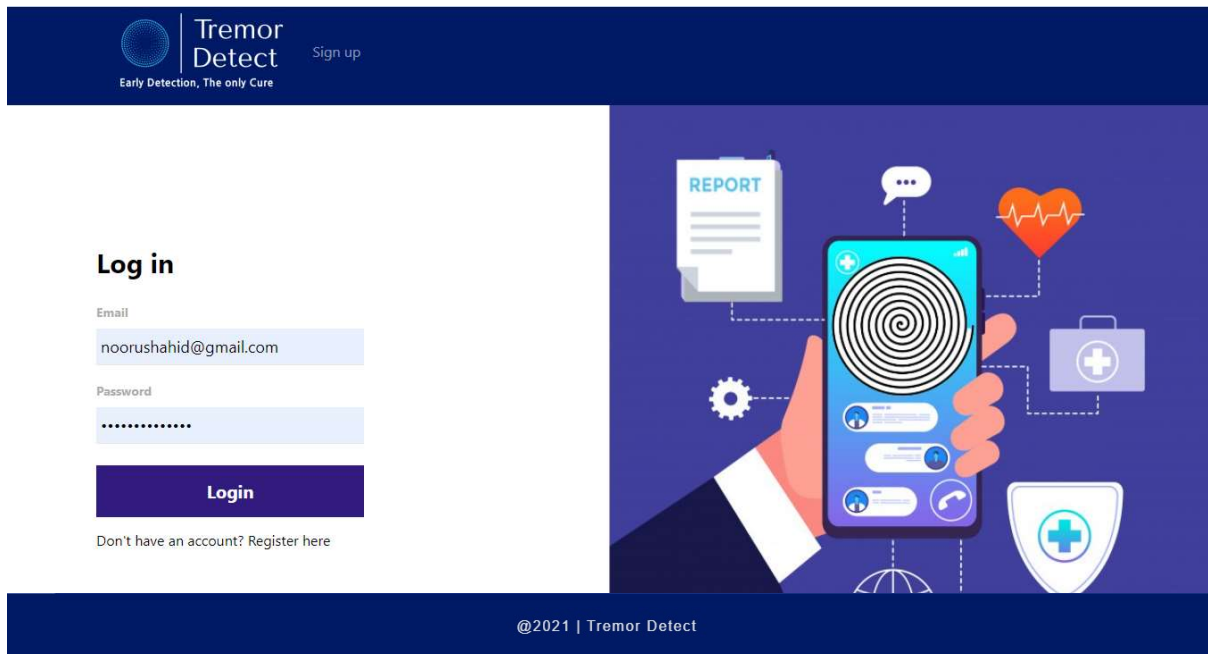 Tremor
Detect
Early Detection, The only Cure
Sign up
Log in
Email
noorushahid@gmail.com
Password
••••••••••••••
Login
Don't have an account? Register here
REPORT
@2021 | Tremor Detect